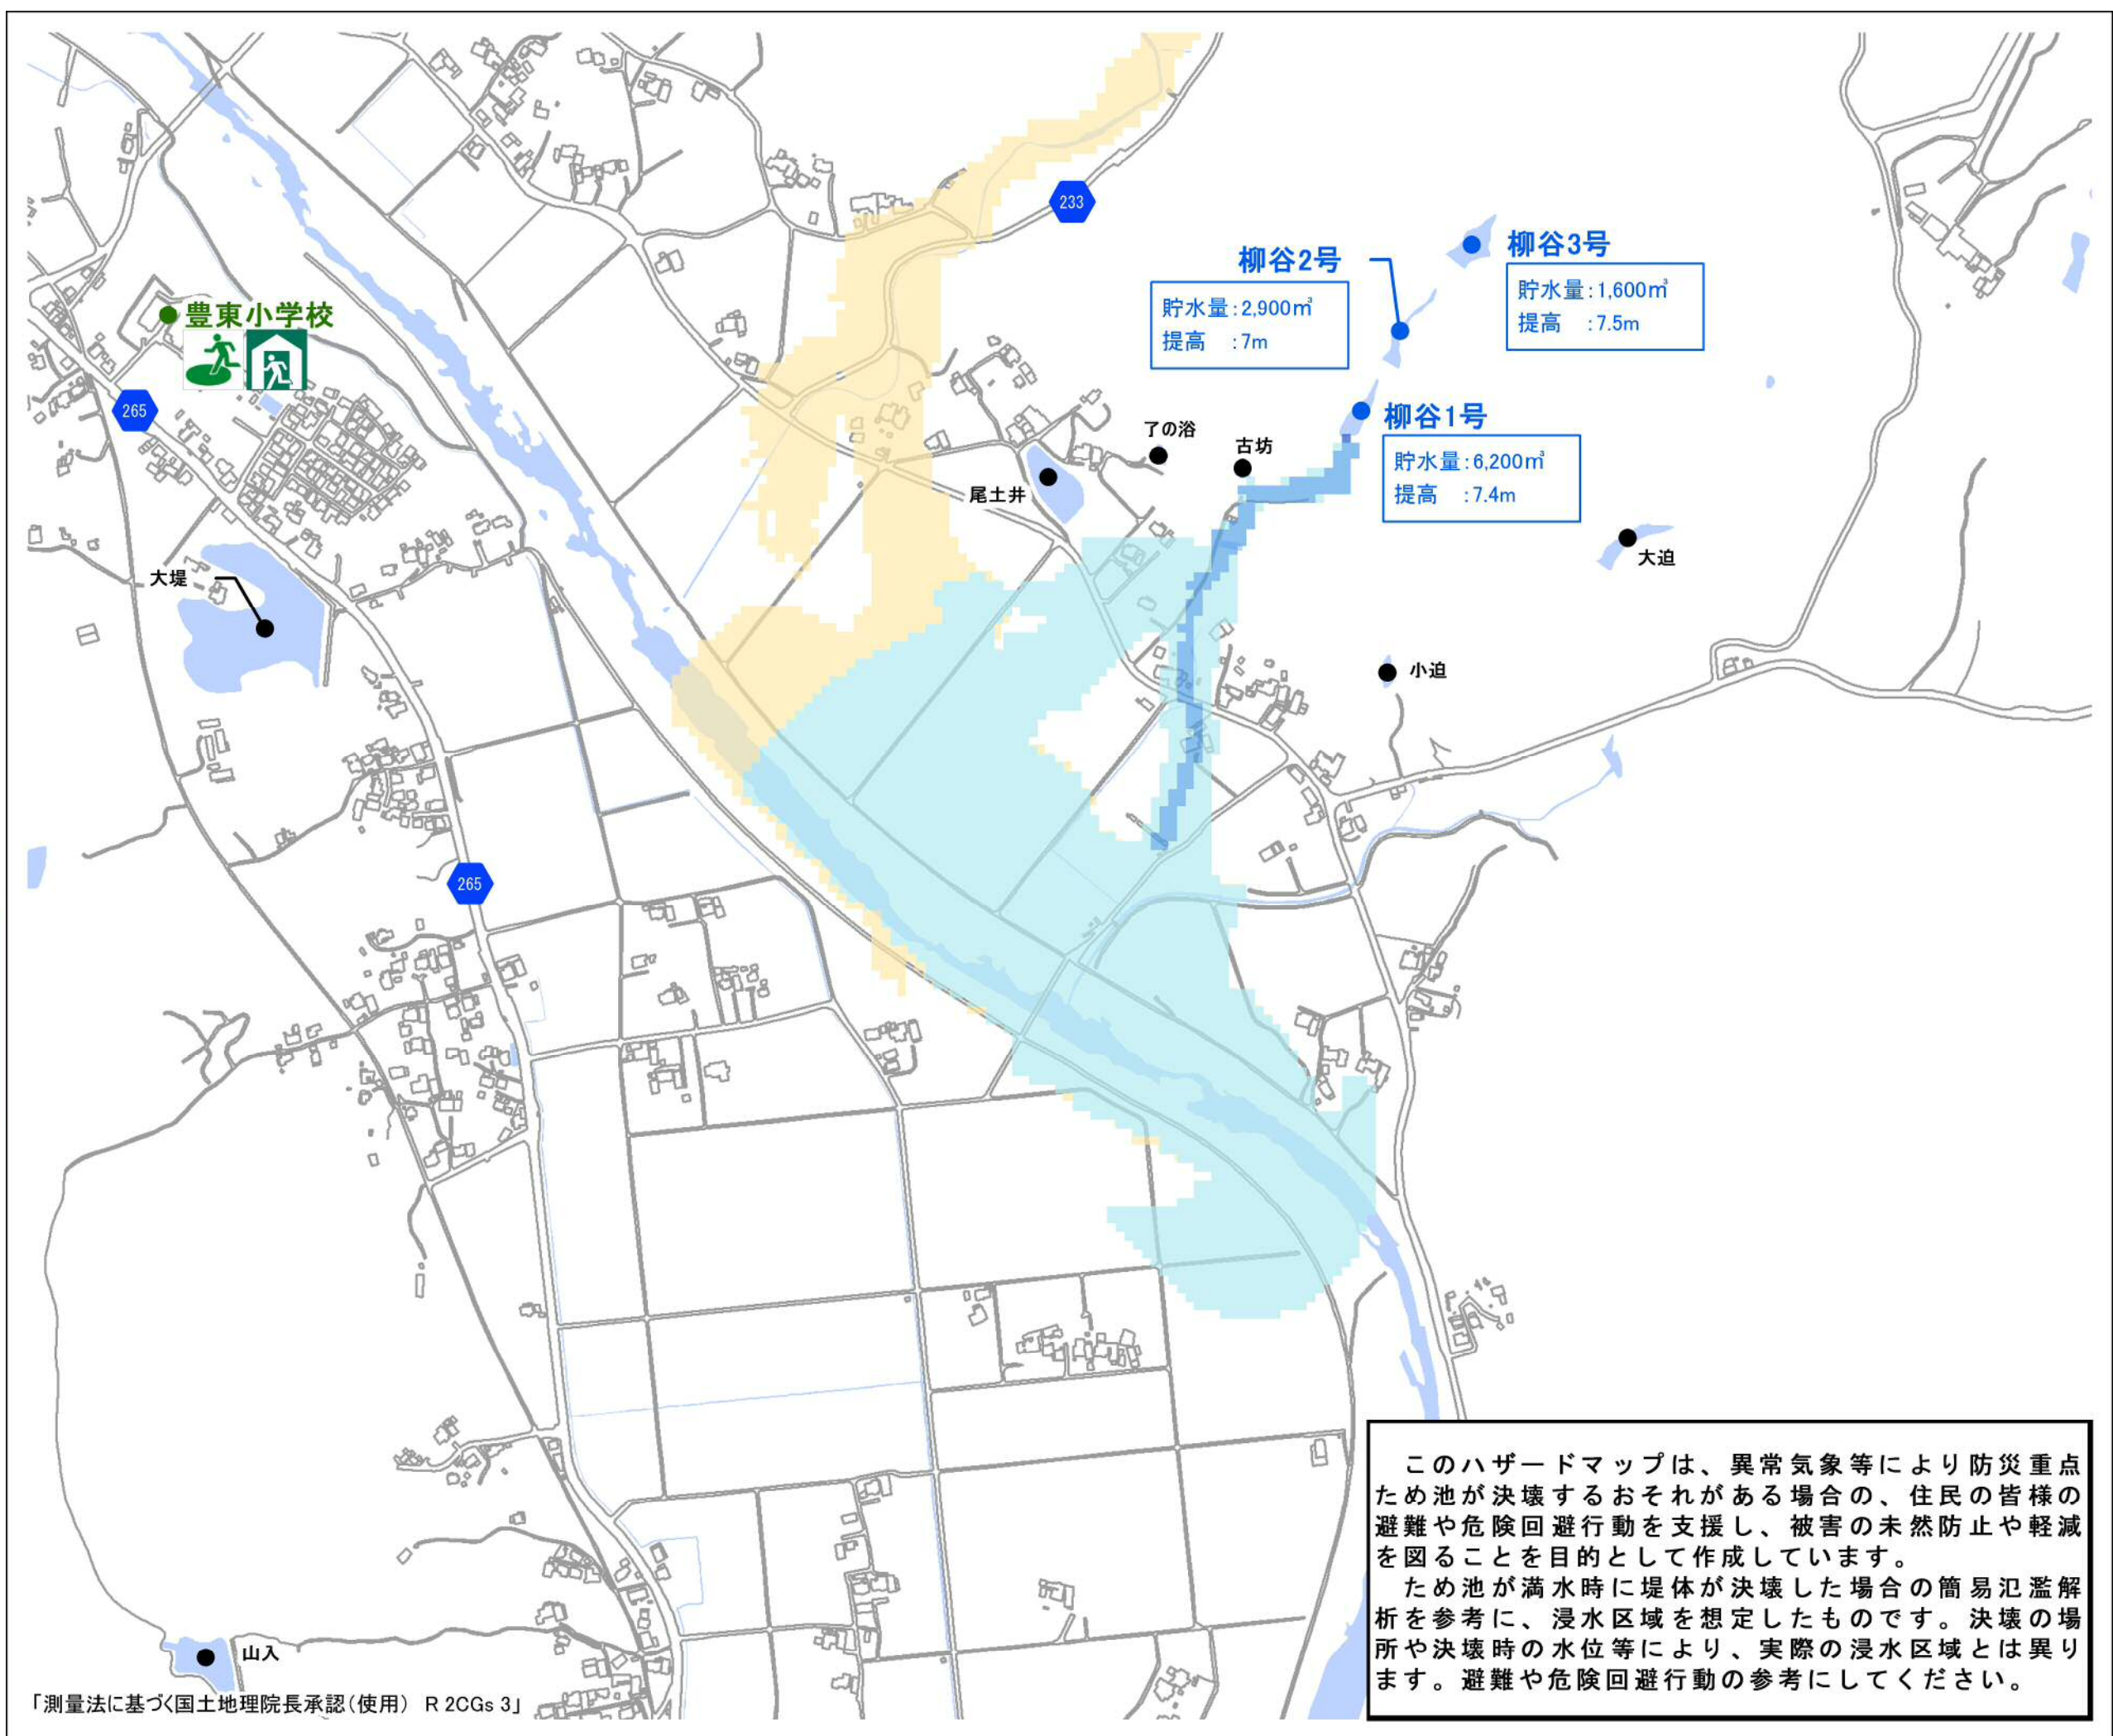 233
柳谷3号
貯水量:1,600㎥
提高 :7.5m
柳谷2号
貯水量:2,900㎥
提高 :7m
豊東小学校
265
柳谷1号
貯水量:6,200㎥
提高 :7.4m
了の浴
古坊
尾土井
大迫
大堤
小迫
265
このハザードマップは、異常気象等により防災重点
ため池が決壊するおそれがある場合の、住民の皆様の
避難や危険回避行動を支援し、被害の未然防止や軽減
を図ることを目的として作成しています。
ため池が満水時に堤体が決壊した場合の簡易氾濫解
析を参考に、浸水区域を想定したものです。決壊の場
所や決壊時の水位等により、実際の浸水区域とは異り
ます。避難や危険回避行動の参考にしてください。
山入
「測量法に基づく国土地理院長承認(使用) R 2CGs 3」